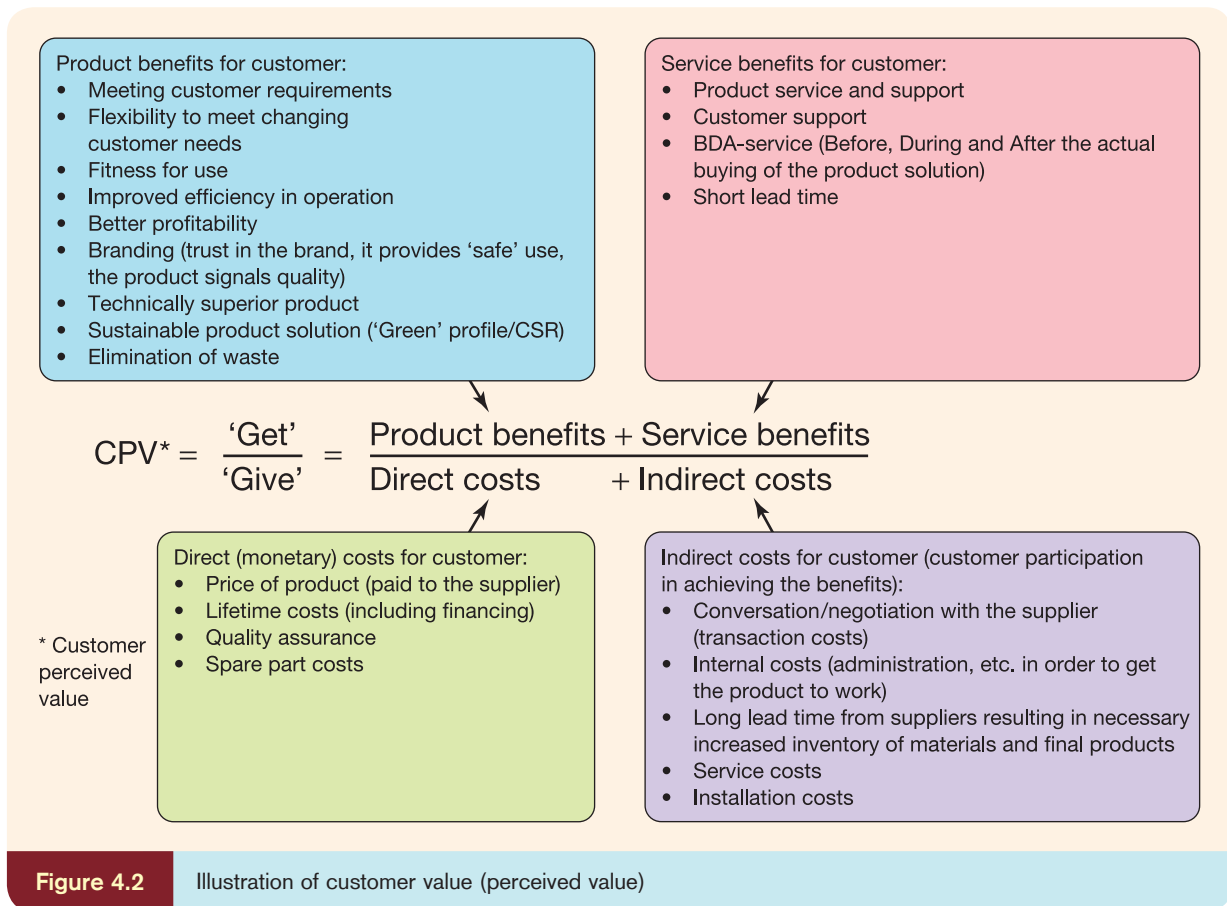 Product benefits for customer:
• Meeting customer requirements
• Flexibility to meet changing
customer needs
• Fitness for use
• Improved efficiency in operation
• Better profitability
• Branding (trust in the brand, it provides ‘safe’ use,
the product signals quality)
• Technically superior product
• Sustainable product solution (‘Green’ profile/CSR)
• Elimination of waste
Service benefits for customer:
• Product service and support
• Customer support
• BDA-service (Before, During and After the actual
buying of the product solution)
• Short lead time
CPV* = ‘Get’ = Product benefits + Service benefits
‘Give’ Direct costs + Indirect costs
Direct (monetary) costs for customer:
• Price of product (paid to the supplier)
• Lifetime costs (including financing)
• Quality assurance
• Spare part costs
Indirect costs for customer (customer participation
in achieving the benefits):
• Conversation/negotiation with the supplier
(transaction costs)
• Internal costs (administration, etc. in order to get
the product to work)
• Long lead time from suppliers resulting in necessary
increased inventory of materials and final products
• Service costs
• Installation costs
* Customer
perceived
value
Figure 4.2 Illustration of customer value (perceived value)